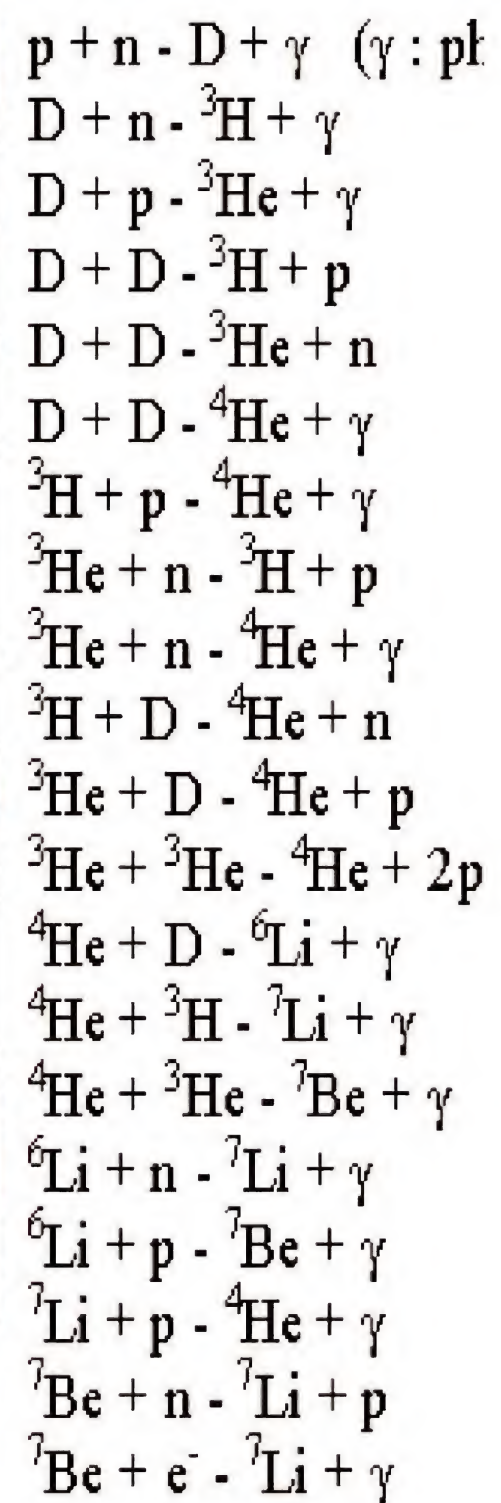 p + n - D + γ (γ : ph
D + n - ³H + γ
D + p - ³He + γ
D + D - ³H + p
D + D - ³He + n
D + D - ⁴He + γ
³H + p - ⁴He + γ
³He + n - ³H + p
³He + n - ⁴He + γ
³H + D - ⁴He + n
³He + D - ⁴He + p
³He + ³He - ⁴He + 2p
⁴He + D - ⁶Li + γ
⁴He + ³H - ⁷Li + γ
⁴He + ³He - ⁷Be + γ
⁶Li + n - ⁷Li + γ
⁶Li + p - ⁷Be + γ
⁷Li + p - ⁴He + γ
⁷Be + n - ⁷Li + p
⁷Be + e⁻ - ⁷Li + γ